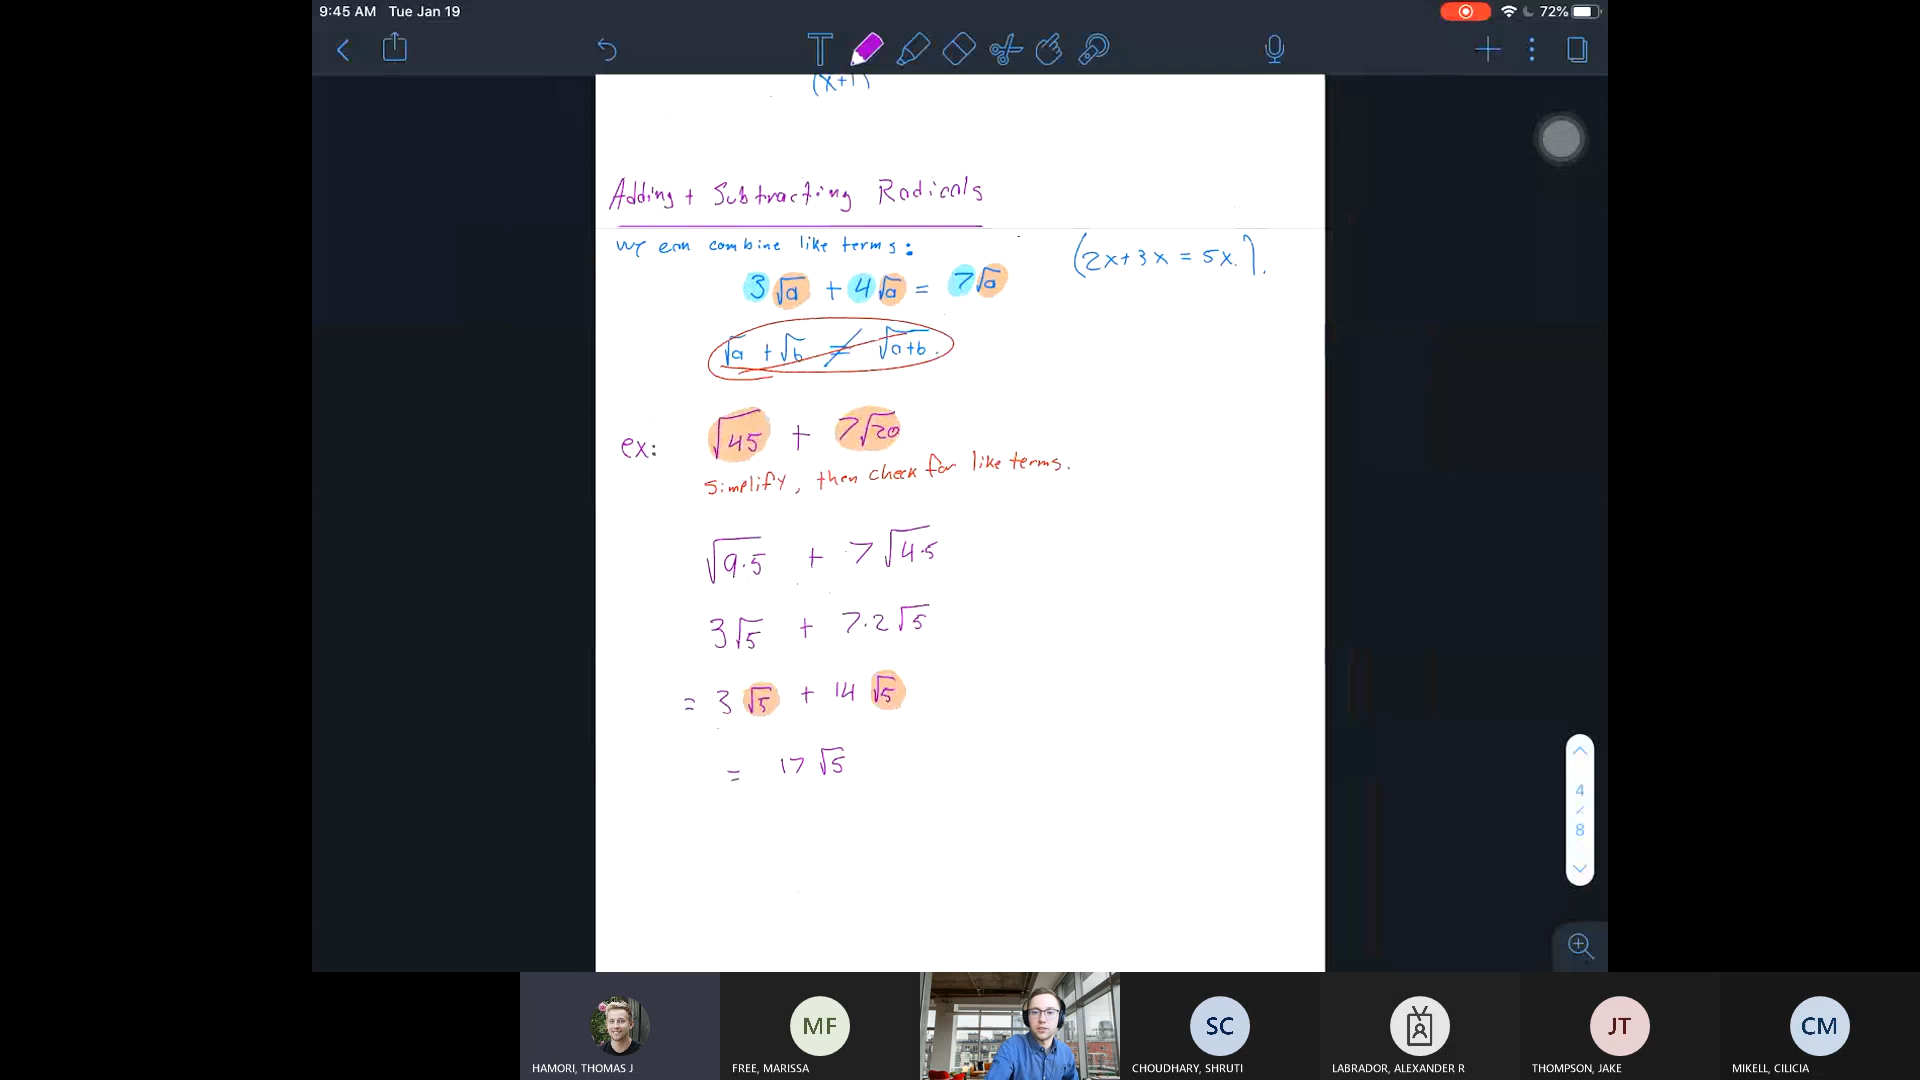 9:45 AM Tue Jan 19
72%
(x+1)
Adding + Subtracting Radicals
we can combine like terms:
(2x+3x = 5x.).
3√a + 4√a = 7√a
√a + √b ≠ √a+b.
ex: √45 + 7√20
simplify, then check for like terms.
√9·5 + 7√4·5
3√5 + 7·2√5
= 3√5 + 14√5
= 17√5
4
8
MF
SC
JT
CM
HAMORI, THOMAS J
FREE, MARISSA
CHOUDHARY, SHRUTI
LABRADOR, ALEXANDER R
THOMPSON, JAKE
MIKELL, CILICIA